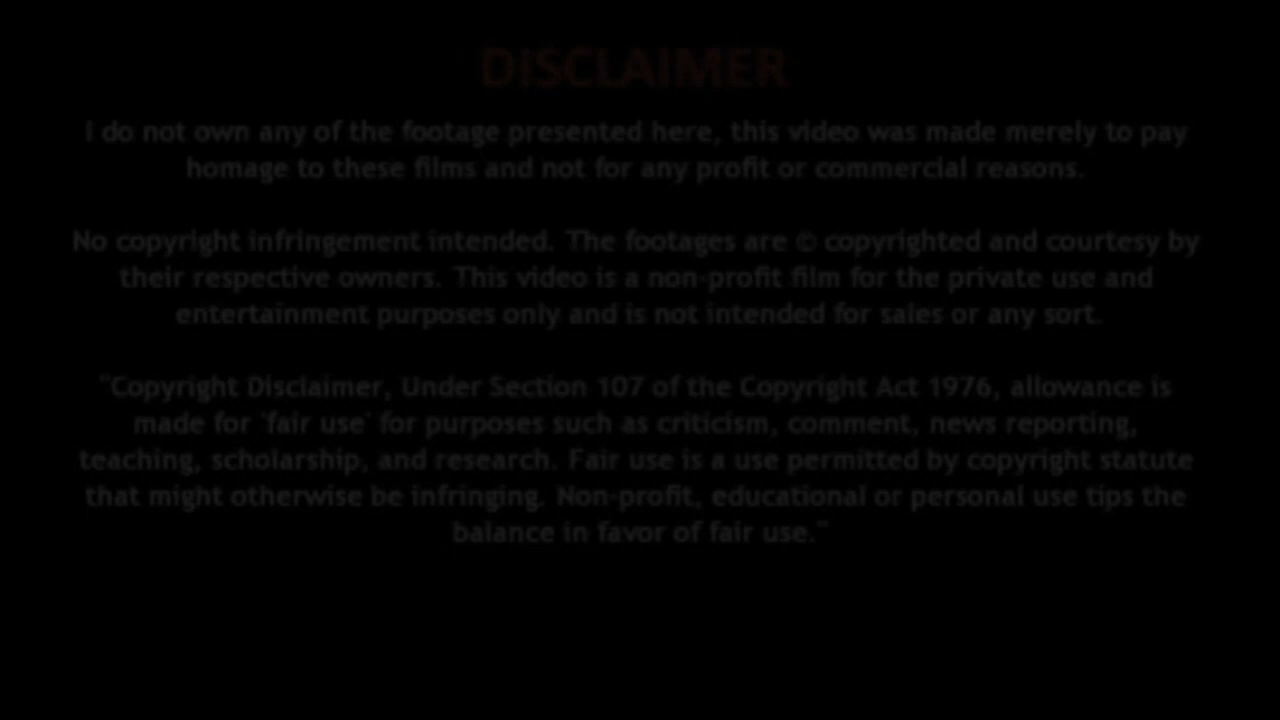 DISCLAIMER
I do not own any of the footage presented here, this video was made merely to pay
homage to these films and not for any profit or commercial reasons.
No copyright infringement intended. The footages are © copyrighted and courtesy by
their respective owners. This video is a non-profit film for the private use and
entertainment purposes only and is not intended for sales or any sort.
"Copyright Disclaimer, Under Section 107 of the Copyright Act 1976, allowance is
made for 'fair use' for purposes such as criticism, comment, news reporting,
teaching, scholarship, and research. Fair use is a use permitted by copyright statute
that might otherwise be infringing. Non-profit, educational or personal use tips the
balance in favor of fair use."